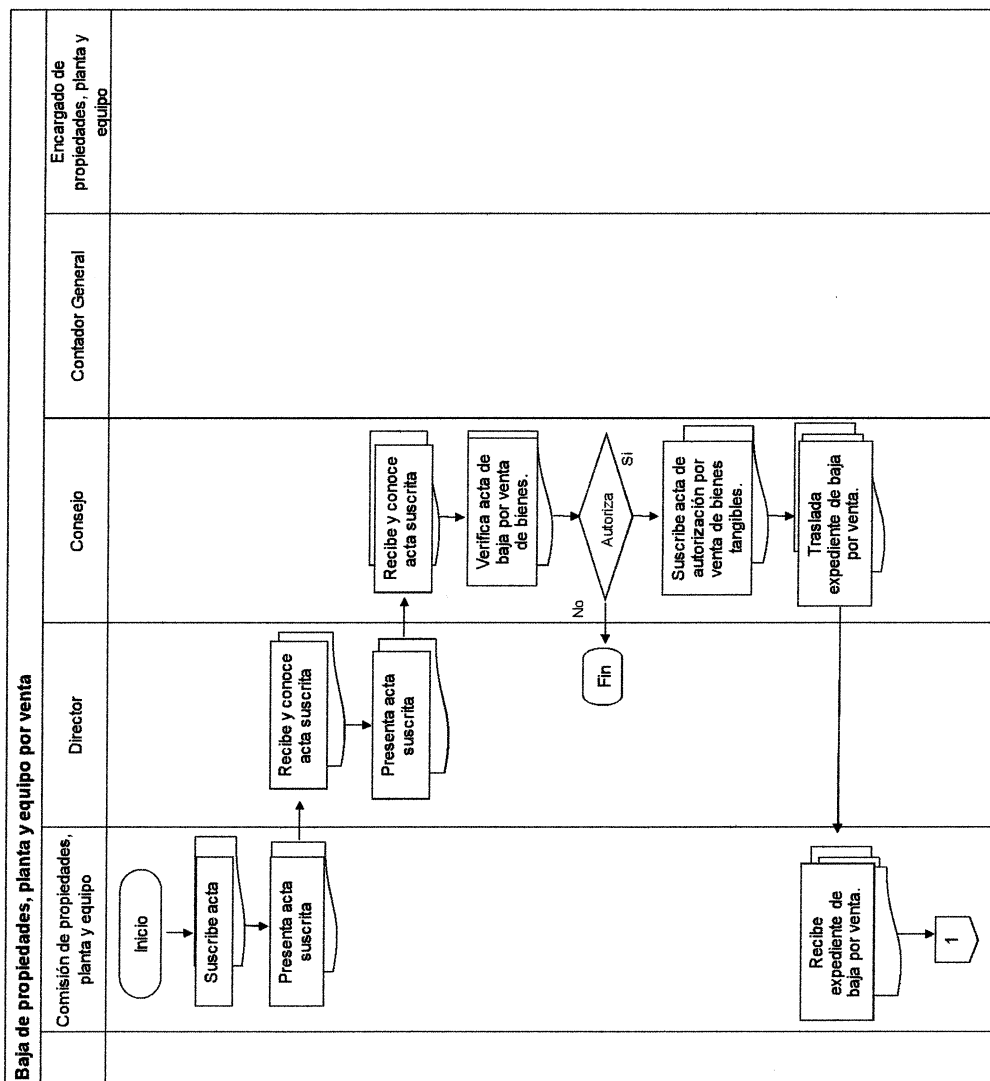 Baja de propiedades, planta y equipo por venta
Comisión de propiedades,
planta y equipo
Director
Consejo
Contador General
Encargado de
propiedades, planta y
equipo
Inicio
Suscribe acta
Presenta acta
suscrita
Recibe y conoce
acta suscrita
Presenta acta
suscrita
Recibe y conoce
acta suscrita
Verifica acta de
baja por venta
de bienes.
Autoriza
No
Si
Fin
Suscribe acta de
autorización por
venta de bienes
tangibles.
Traslada
expediente de baja
por venta.
Recibe
expediente de
baja por venta.
1